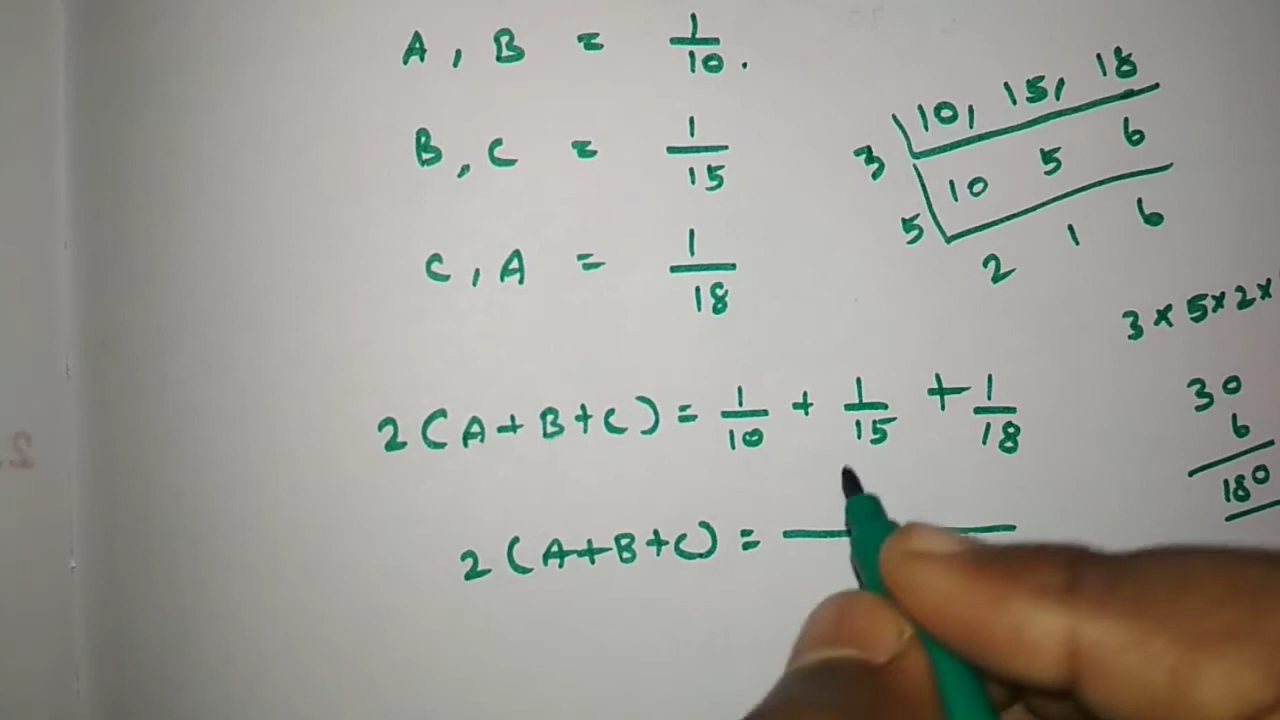 A, B = 1/10.
B, C = 1/15
C, A = 1/18
2(A+B+C) = 1/10 + 1/15 + 1/18
2(A+B+C) =
10, 15, 18
3 10 5 6
5 2 1 6
3×5×2×
30
6
180